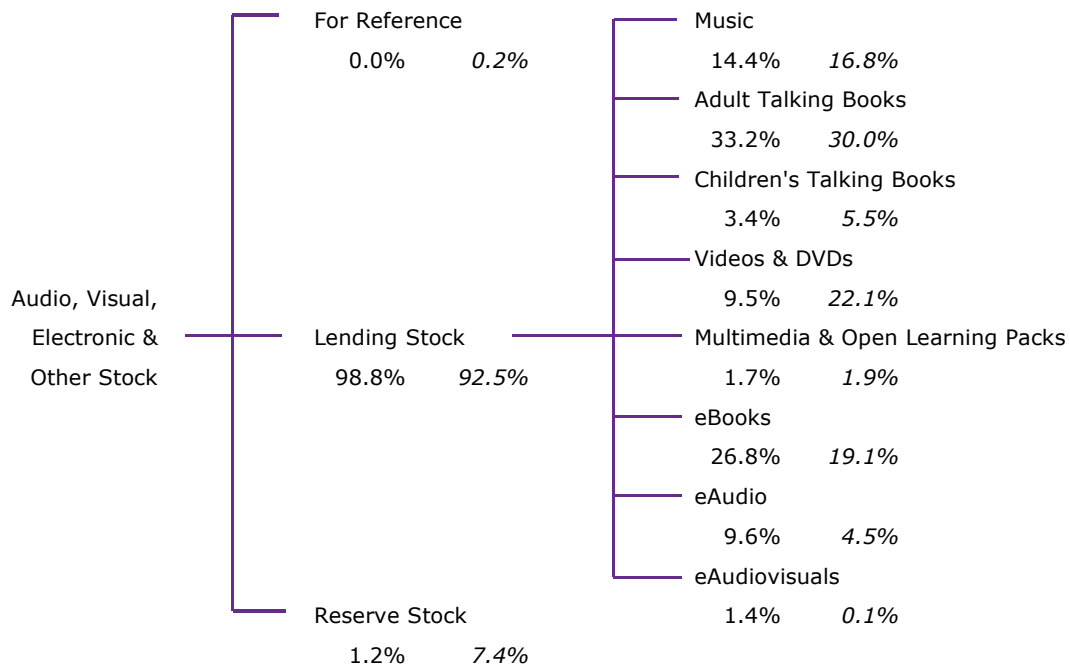 For Reference
0.0% 0.2%
Audio, Visual,
Electronic &
Other Stock
Lending Stock
98.8% 92.5%
Reserve Stock
1.2% 7.4%
Music
14.4% 16.8%
Adult Talking Books
33.2% 30.0%
Children's Talking Books
3.4% 5.5%
Videos & DVDs
9.5% 22.1%
Multimedia & Open Learning Packs
1.7% 1.9%
eBooks
26.8% 19.1%
eAudio
9.6% 4.5%
eAudiovisuals
1.4% 0.1%